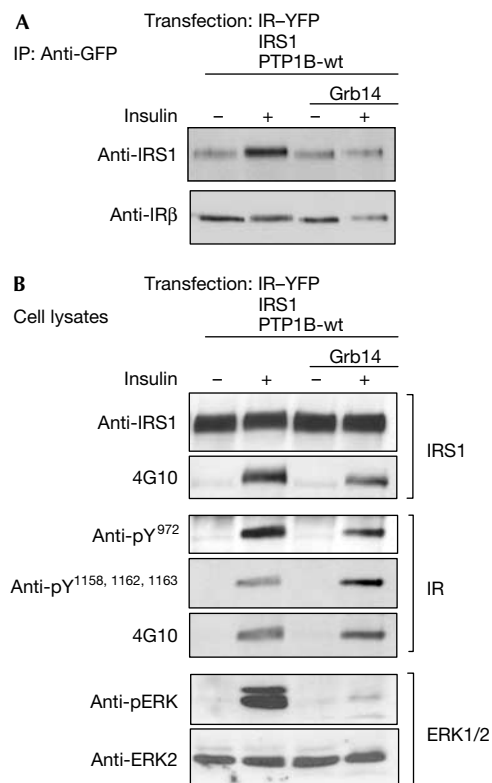 A
Transfection: IR–YFP
IRS1
PTP1B-wt
IP: Anti-GFP
Grb14
Insulin – + – +
Anti-IRS1
Anti-IRβ
B
Transfection: IR–YFP
IRS1
PTP1B-wt
Cell lysates
Grb14
Insulin – + – +
Anti-IRS1
4G10
IRS1
Anti-pY972
Anti-pY1158, 1162, 1163
4G10
IR
Anti-pERK
Anti-ERK2
ERK1/2